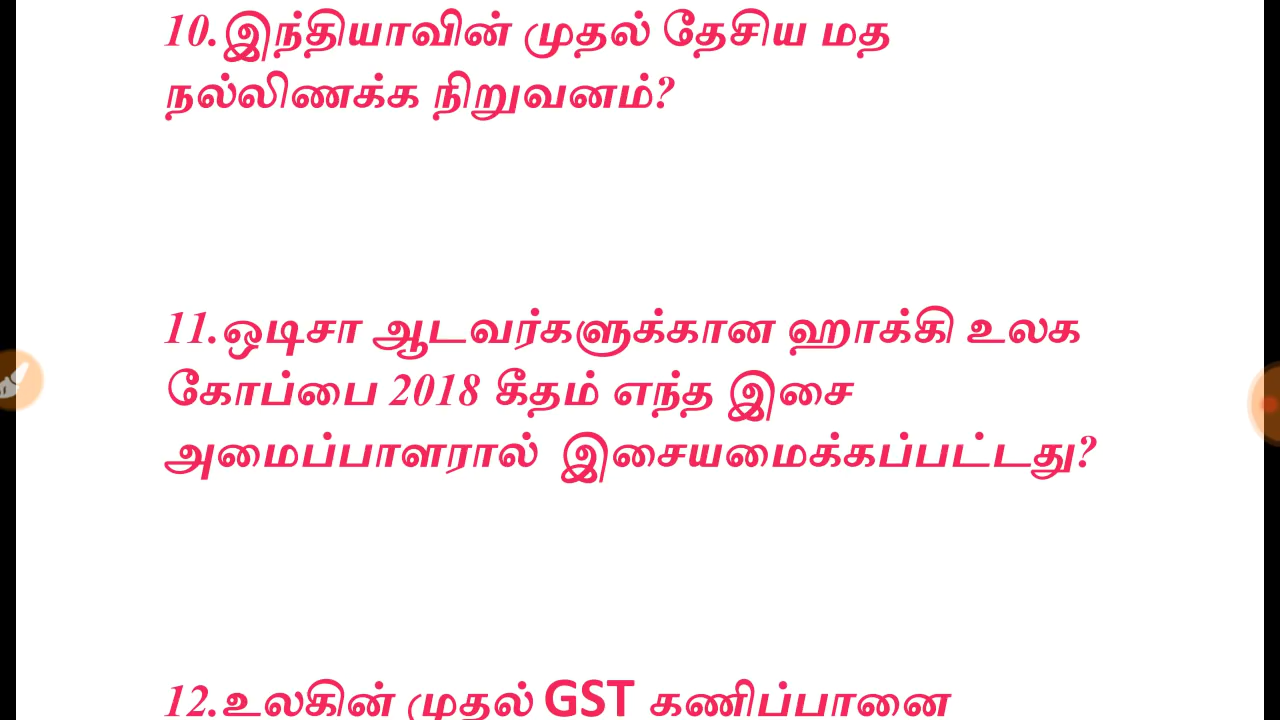 10.இந்தியாவின் முதல் தேசிய மத
நல்லிணக்க நிறுவனம்?
11.ஒடிசா ஆடவர்களுக்கான ஹாக்கி உலக
கோப்பை 2018 கீதம் எந்த இசை
அமைப்பாளரால் இசையமைக்கப்பட்டது?
12.உலகின் முதல் GST கணிப்பானை